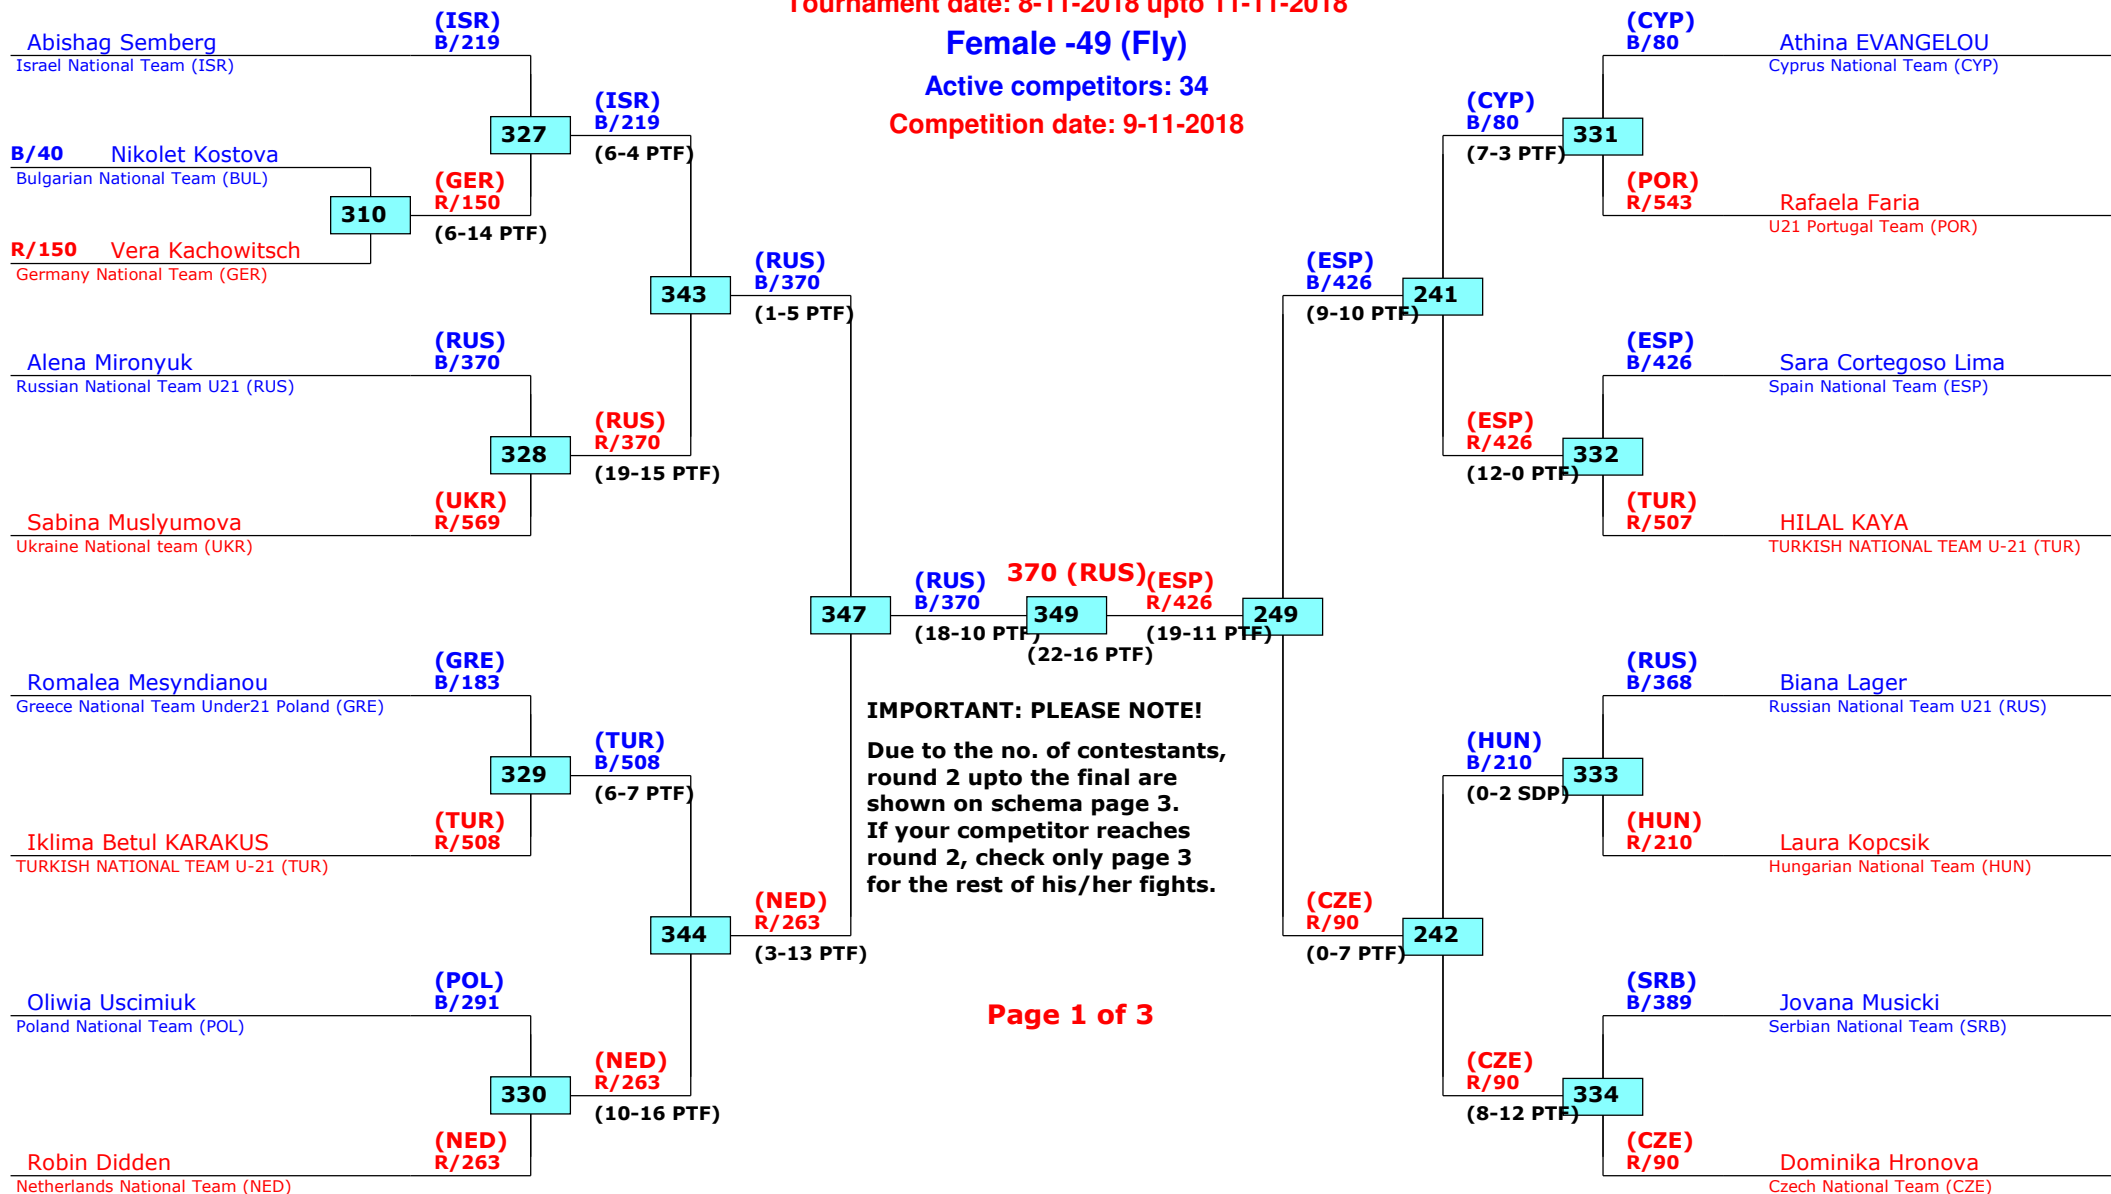 Tournament date: 8-11-2018 upto 11-11-2018
Female -49 (Fly)
Active competitors: 34
Competition date: 9-11-2018
(ISR)
Abishag Semberg B/219
Israel National Team (ISR)
(ISR)
B/219
327
(6-4 PTF)
B/40 Nikolet Kostova
Bulgarian National Team (BUL)
(GER)
R/150
310
(6-14 PTF)
R/150 Vera Kachowitsch
Germany National Team (GER)
(RUS)
B/370
343
(1-5 PTF)
(RUS)
Alena Mironyuk B/370
Russian National Team U21 (RUS)
(RUS)
R/370
328
(19-15 PTF)
(UKR)
Sabina Muslyumova R/569
Ukraine National team (UKR)
347
(RUS)
B/370
(18-10 PTF)
370 (RUS)
349
(22-16 PTF)
(ESP)
R/426
(19-11 PTF)
249
(GRE)
Romalea Mesyndianou B/183
Greece National Team Under21 Poland (GRE)
(TUR)
B/508
329
(6-7 PTF)
(TUR)
Iklima Betul KARAKUS R/508
TURKISH NATIONAL TEAM U-21 (TUR)
(NED)
R/263
344
(3-13 PTF)
(POL)
Oliwia Uscimiuk B/291
Poland National Team (POL)
(NED)
R/263
330
(10-16 PTF)
(NED)
Robin Didden R/263
Netherlands National Team (NED)
IMPORTANT: PLEASE NOTE!
Due to the no. of contestants,
round 2 upto the final are
shown on schema page 3.
If your competitor reaches
round 2, check only page 3
for the rest of his/her fights.
Page 1 of 3
(CYP)
B/80 Athina EVANGELOU
Cyprus National Team (CYP)
(CYP)
B/80
331
(7-3 PTF)
(POR)
R/543 Rafaela Faria
U21 Portugal Team (POR)
(ESP)
B/426
241
(9-10 PTF)
(ESP)
B/426 Sara Cortegoso Lima
Spain National Team (ESP)
(ESP)
R/426
332
(12-0 PTF)
(TUR)
R/507 HILAL KAYA
TURKISH NATIONAL TEAM U-21 (TUR)
(RUS)
B/368 Biana Lager
Russian National Team U21 (RUS)
(HUN)
B/210
333
(0-2 SDP)
(HUN)
R/210 Laura Kopcsik
Hungarian National Team (HUN)
(CZE)
R/90
242
(0-7 PTF)
(SRB)
B/389 Jovana Musicki
Serbian National Team (SRB)
(CZE)
R/90
334
(8-12 PTF)
(CZE)
R/90 Dominika Hronova
Czech National Team (CZE)